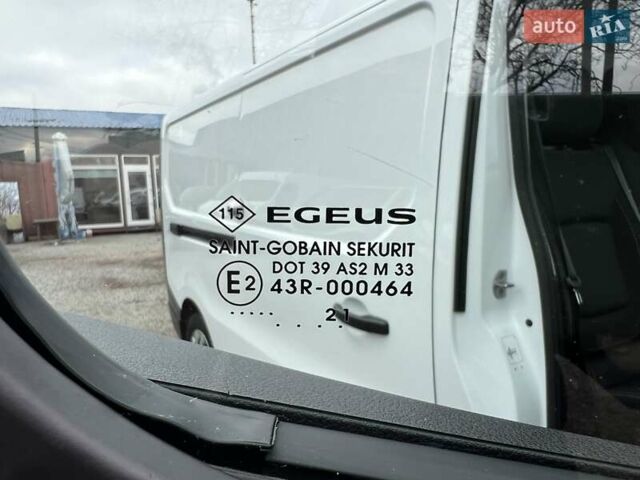 auto RIA
115 EGEUS
SAINT-GOBAIN SEKURIT
DOT 39 AS2 M 33
E2 43R-000464
..... 21
. ... ..